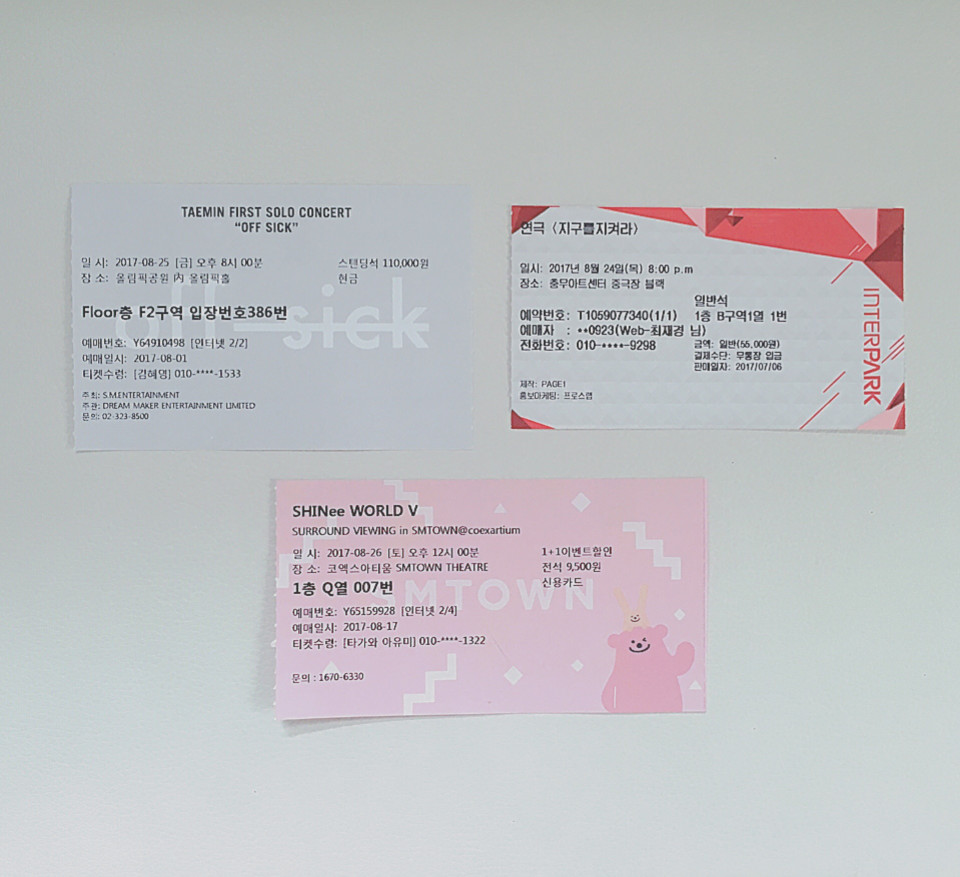 TAEMIN FIRST SOLO CONCERT
"OFF SICK"
일 시: 2017-08-25 [금] 오후 8시 00분
스탠딩석 110,000원
장 소: 올림픽공원 內 올림픽홀
현금
off-sick
Floor층 F2구역 입장번호386번
예매번호: Y64910498 [인터넷 2/2]
예매일시: 2017-08-01
티켓수령: [김혜영] 010-****-1533
주최: S.M.ENTERTAINMENT
주관: DREAM MAKER ENTERTAINMENT LIMITED
문의: 02-323-8500
연극 <지구를지켜라>
일시: 2017년 8월 24일(목) 8:00 p.m
장소: 충무아트센터 중극장 블랙
일반석
예약번호: T1059077340(1/1) 1층 B구역1열 1번
예매자 : **0923(Web-최재경 님)
전화번호: 010-****-9298
금액: 일반(55,000원)
결제수단: 무통장 입금
판매일자: 2017/07/06
제작: PAGE1
홍보마케팅: 프로스랩
INTERPARK
SHINee WORLD V
SURROUND VIEWING in SMTOWN@coexartium
일 시: 2017-08-26 [토] 오후 12시 00분
1+1이벤트할인
장 소: 코엑스아티움 SMTOWN THEATRE
전석 9,500원
1층 Q열 007번
신용카드
SMTOWN
예매번호: Y65159928 [인터넷 2/4]
예매일시: 2017-08-17
티켓수령: [타가와 아유미] 010-****-1322
문의 : 1670-6330